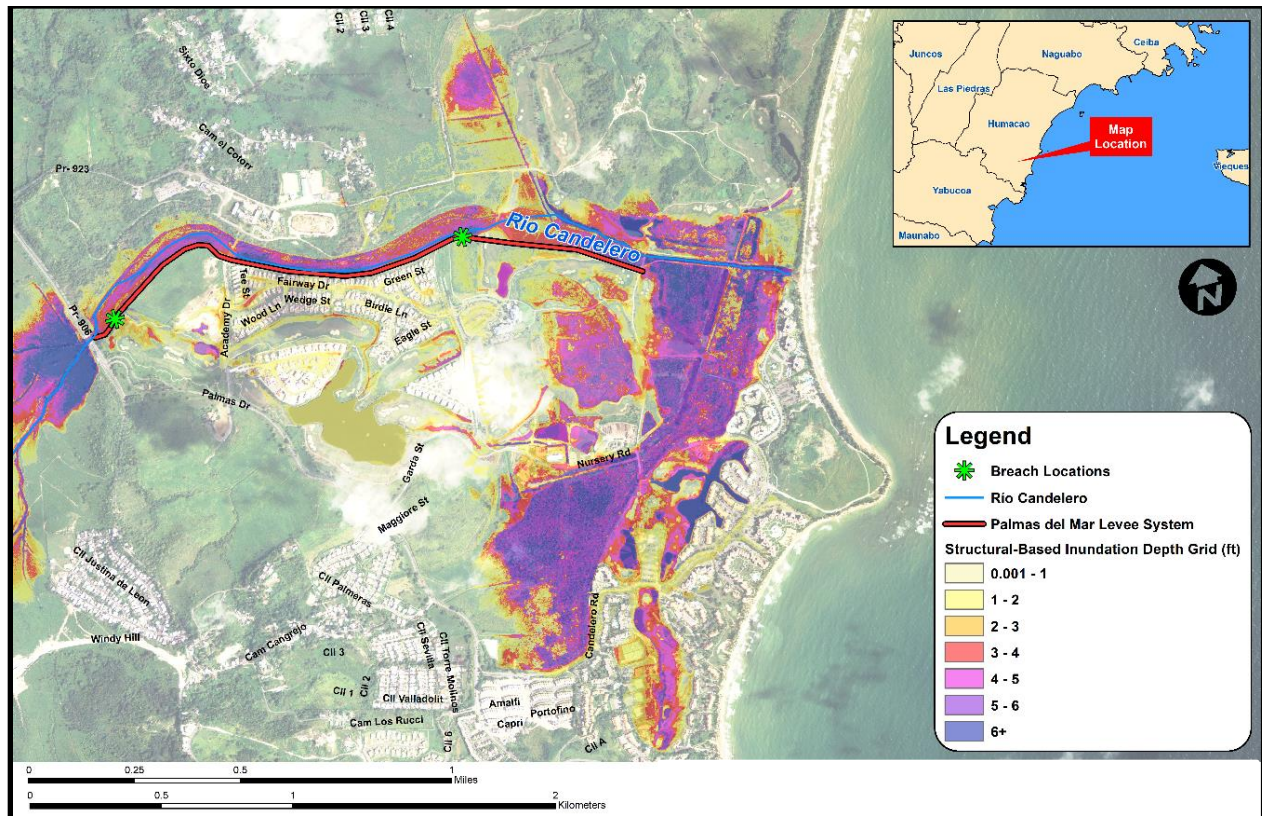 Cll 2
Cll 3
Cll 4
Sixto Dioe
Cam el Cotorr
Pr- 923
Río Candelero
Pr- 906
Tee St
Fairway Dr
Green St
Wedge St
Wood Ln
Birdie Ln
Academy Dr
Eagle St
Palmas Dr
Garda St
Nursery Rd
Maggiore St
Cll Justina de Leon
Cll Palmeras
Windy Hill
Cam Cangrejo
Cll 3
Cll Sevilla
Cll Torre Molinos
Candelero Rd
Cll 1
Cll 2
Cll Valladolit
Amalfi
Portofino
Capri
Cam Los Rucci
Cll 6
Cll A
Juncos
Naguabo
Ceiba
Las Piedras
Humacao
Map
Location
Vieques
Yabucoa
Maunabo
N
Legend
Breach Locations
Río Candelero
Palmas del Mar Levee System
Structural-Based Inundation Depth Grid (ft)
0.001 - 1
1 - 2
2 - 3
3 - 4
4 - 5
5 - 6
6+
0 0.25 0.5 1
Miles
0 0.5 1 2
Kilometers